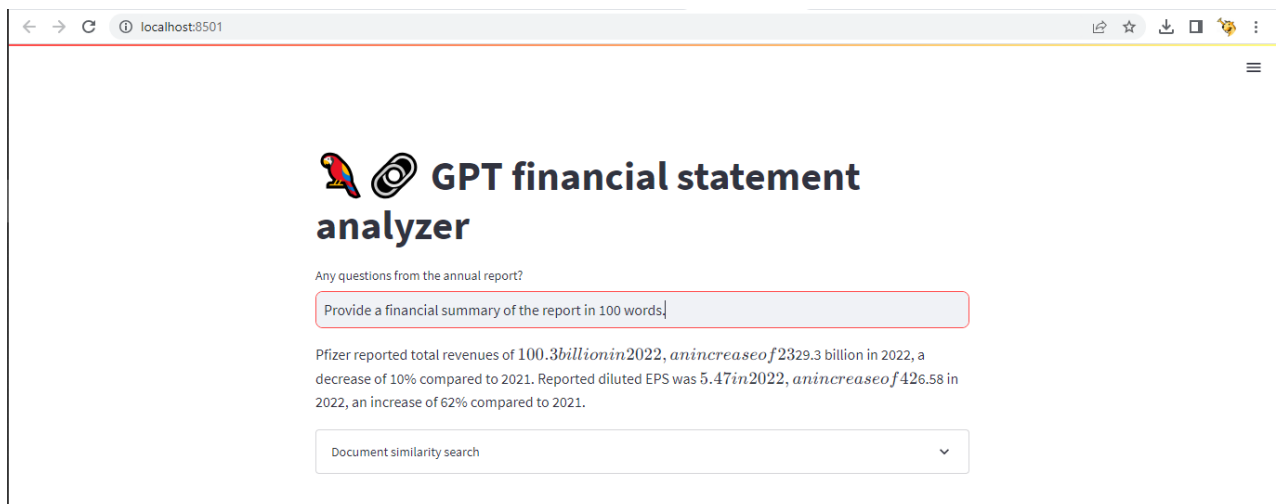 localhost:8501
GPT financial statement
analyzer
Any questions from the annual report?
Provide a financial summary of the report in 100 words.
Pfizer reported total revenues of 100.3billionin2022, anincreaseof2329.3 billion in 2022, a
decrease of 10% compared to 2021. Reported diluted EPS was 5.47in2022, anincreaseof426.58 in
2022, an increase of 62% compared to 2021.
Document similarity search